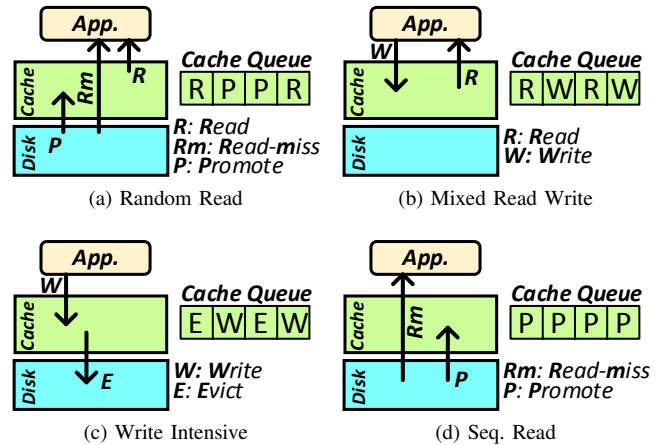 App.
Cache
Disk
P
Rm
R
Cache Queue
R P P R
R: Read
Rm: Read-miss
P: Promote
(a) Random Read
App.
W
Cache
Disk
R
Cache Queue
R W R W
R: Read
W: Write
(b) Mixed Read Write
App.
W
Cache
Disk
E
Cache Queue
E W E W
W: Write
E: Evict
(c) Write Intensive
App.
Cache
Disk
Rm
P
Cache Queue
P P P P
Rm: Read-miss
P: Promote
(d) Seq. Read